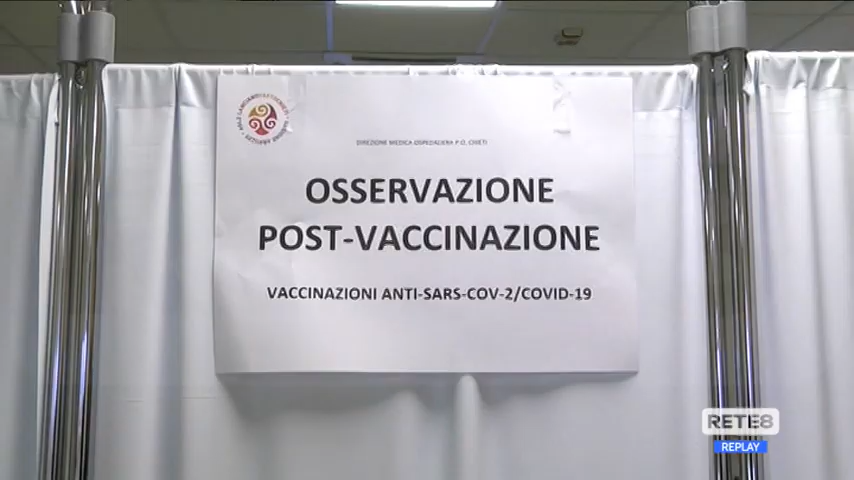 DIREZIONE MEDICA OSPEDALIERA P.O. CHIETI
OSSERVAZIONE
POST-VACCINAZIONE
VACCINAZIONI ANTI-SARS-COV-2/COVID-19
RETE8
REPLAY